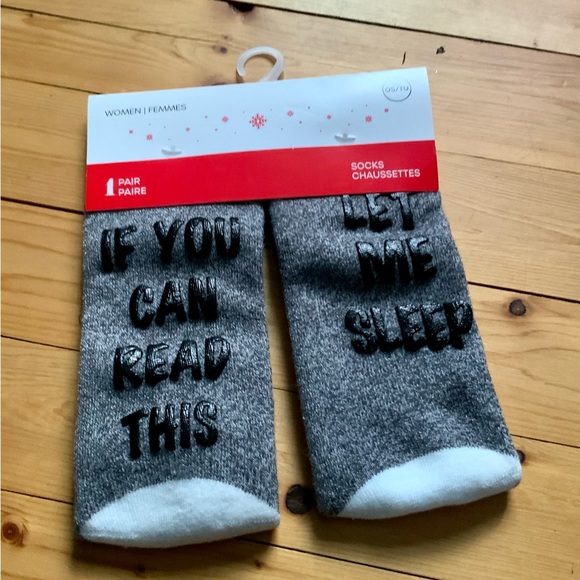 WOMEN | FEMMES
OS/TU
1 PAIR
PAIRE
SOCKS
CHAUSSETTES
IF YOU
CAN
READ
THIS
LET
ME
SLEEP